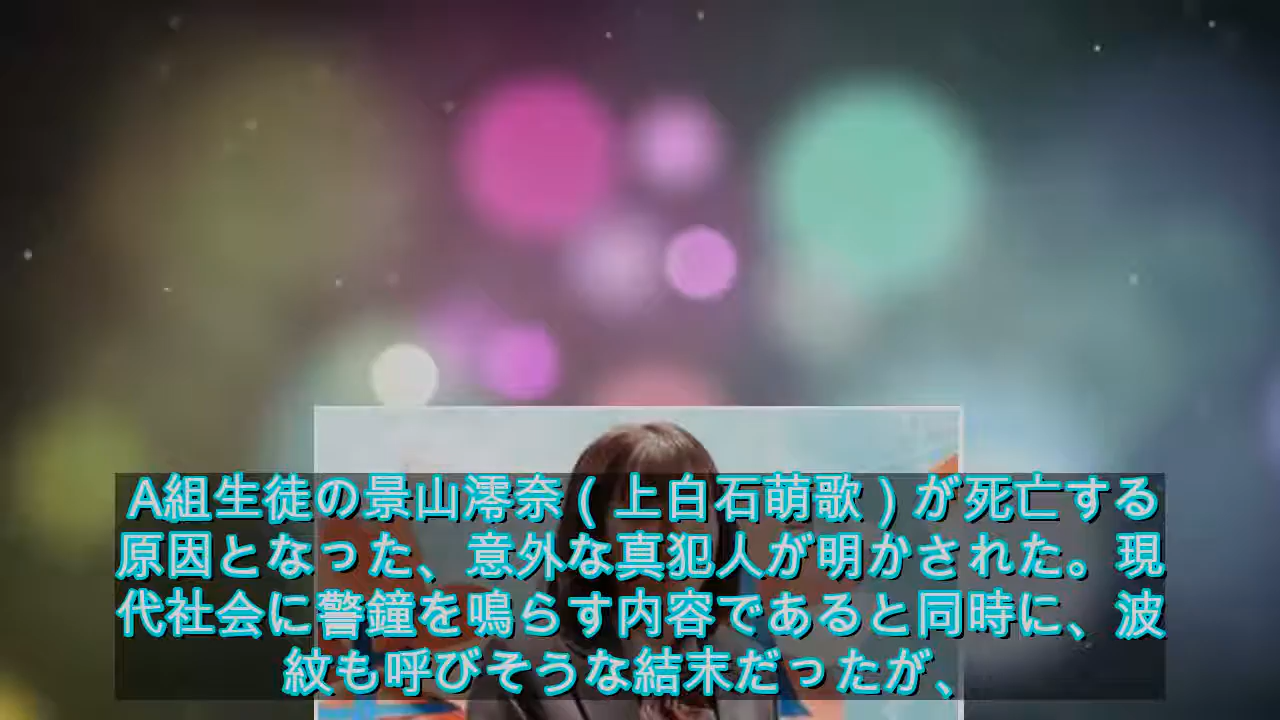 A組生徒の景山澪奈(上白石萌歌)が死亡する
原因となった、意外な真犯人が明かされた。現
代社会に警鐘を鳴らす内容であると同時に、波
紋も呼びそうな結末だったが、